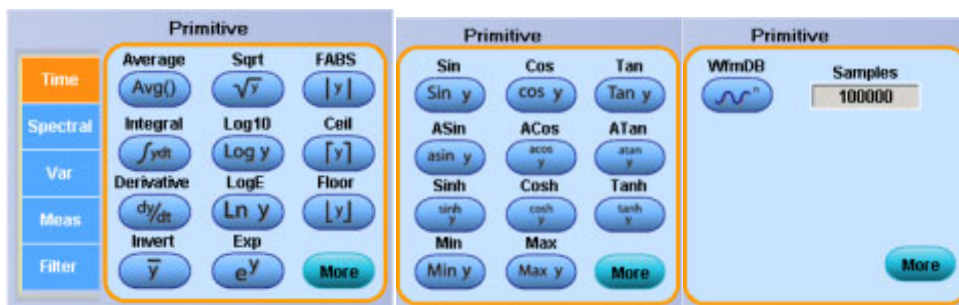 Primitive
Time
Spectral
Var
Meas
Filter
Average Sqrt FABS
Avg() √y |y|
Integral Log10 Ceil
∫ydt Log y ⌈y⌉
Derivative LogE Floor
dy/dt Ln y ⌊y⌋
Invert Exp
y̅ e^y More
Primitive
Sin Cos Tan
Sin y cos y Tan y
ASin ACos ATan
asin y acos y atan y
Sinh Cosh Tanh
sinh y cosh y tanh y
Min Max
Min y Max y More
Primitive
WfmDB Samples
n 100000
More